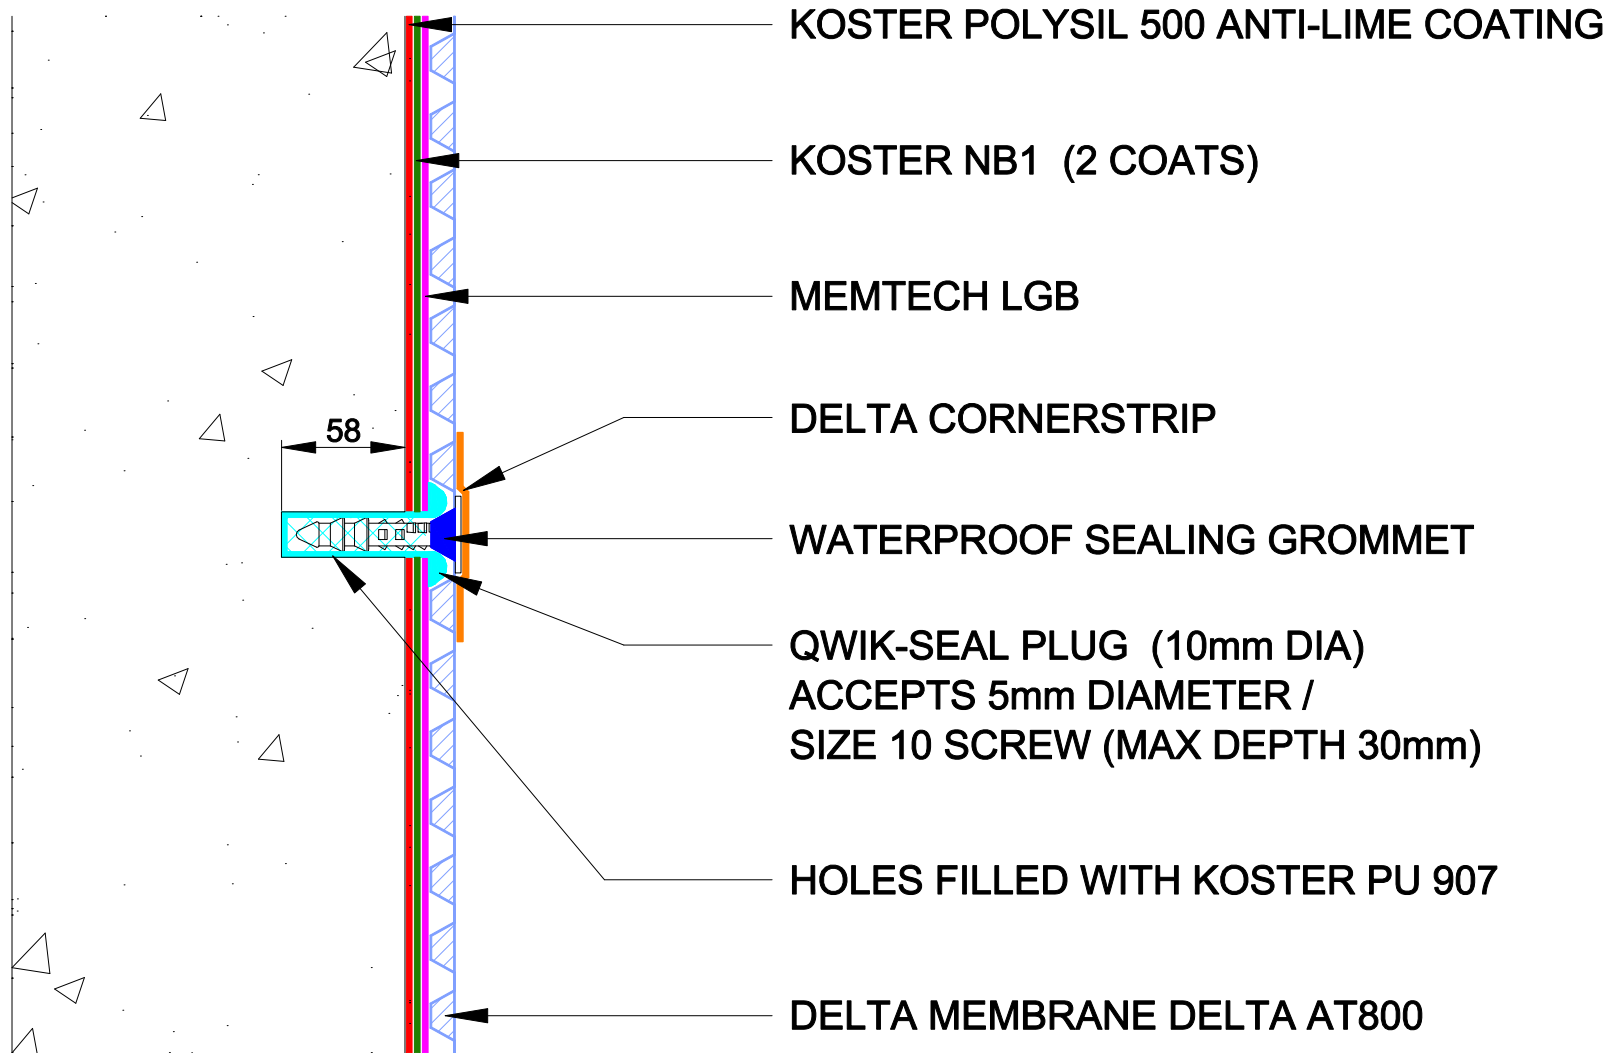 KOSTER POLYSIL 500 ANTI-LIME COATING
KOSTER NB1 (2 COATS)
MEMTECH LGB
DELTA CORNERSTRIP
58
WATERPROOF SEALING GROMMET
QWIK-SEAL PLUG (10mm DIA)
ACCEPTS 5mm DIAMETER /
SIZE 10 SCREW (MAX DEPTH 30mm)
HOLES FILLED WITH KOSTER PU 907
DELTA MEMBRANE DELTA AT800